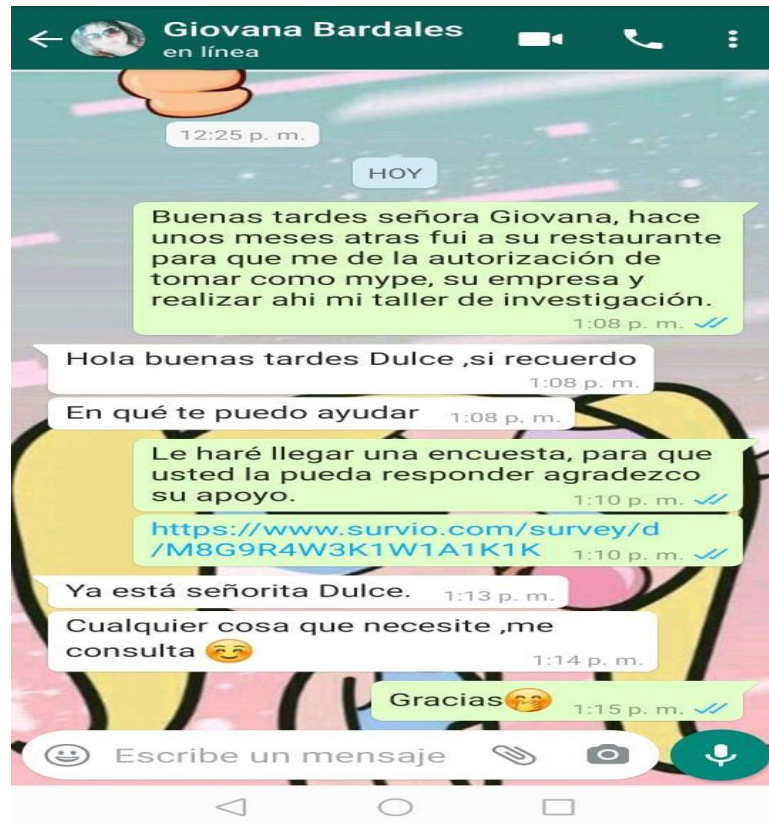 Giovana Bardales
en línea
12:25 p. m.
HOY
Buenas tardes señora Giovana, hace
unos meses atras fui a su restaurante
para que me de la autorización de
tomar como mype, su empresa y
realizar ahi mi taller de investigación.
1:08 p. m.
Hola buenas tardes Dulce ,si recuerdo
1:08 p. m.
En qué te puedo ayudar 1:08 p. m.
Le haré llegar una encuesta, para que
usted la pueda responder agradezco
su apoyo. 1:10 p. m.
https://www.survio.com/survey/d
/M8G9R4W3K1W1A1K1K 1:10 p. m.
Ya está señorita Dulce. 1:13 p. m.
Cualquier cosa que necesite ,me
consulta 😊 1:14 p. m.
Gracias🤭 1:15 p. m.
Escribe un mensaje